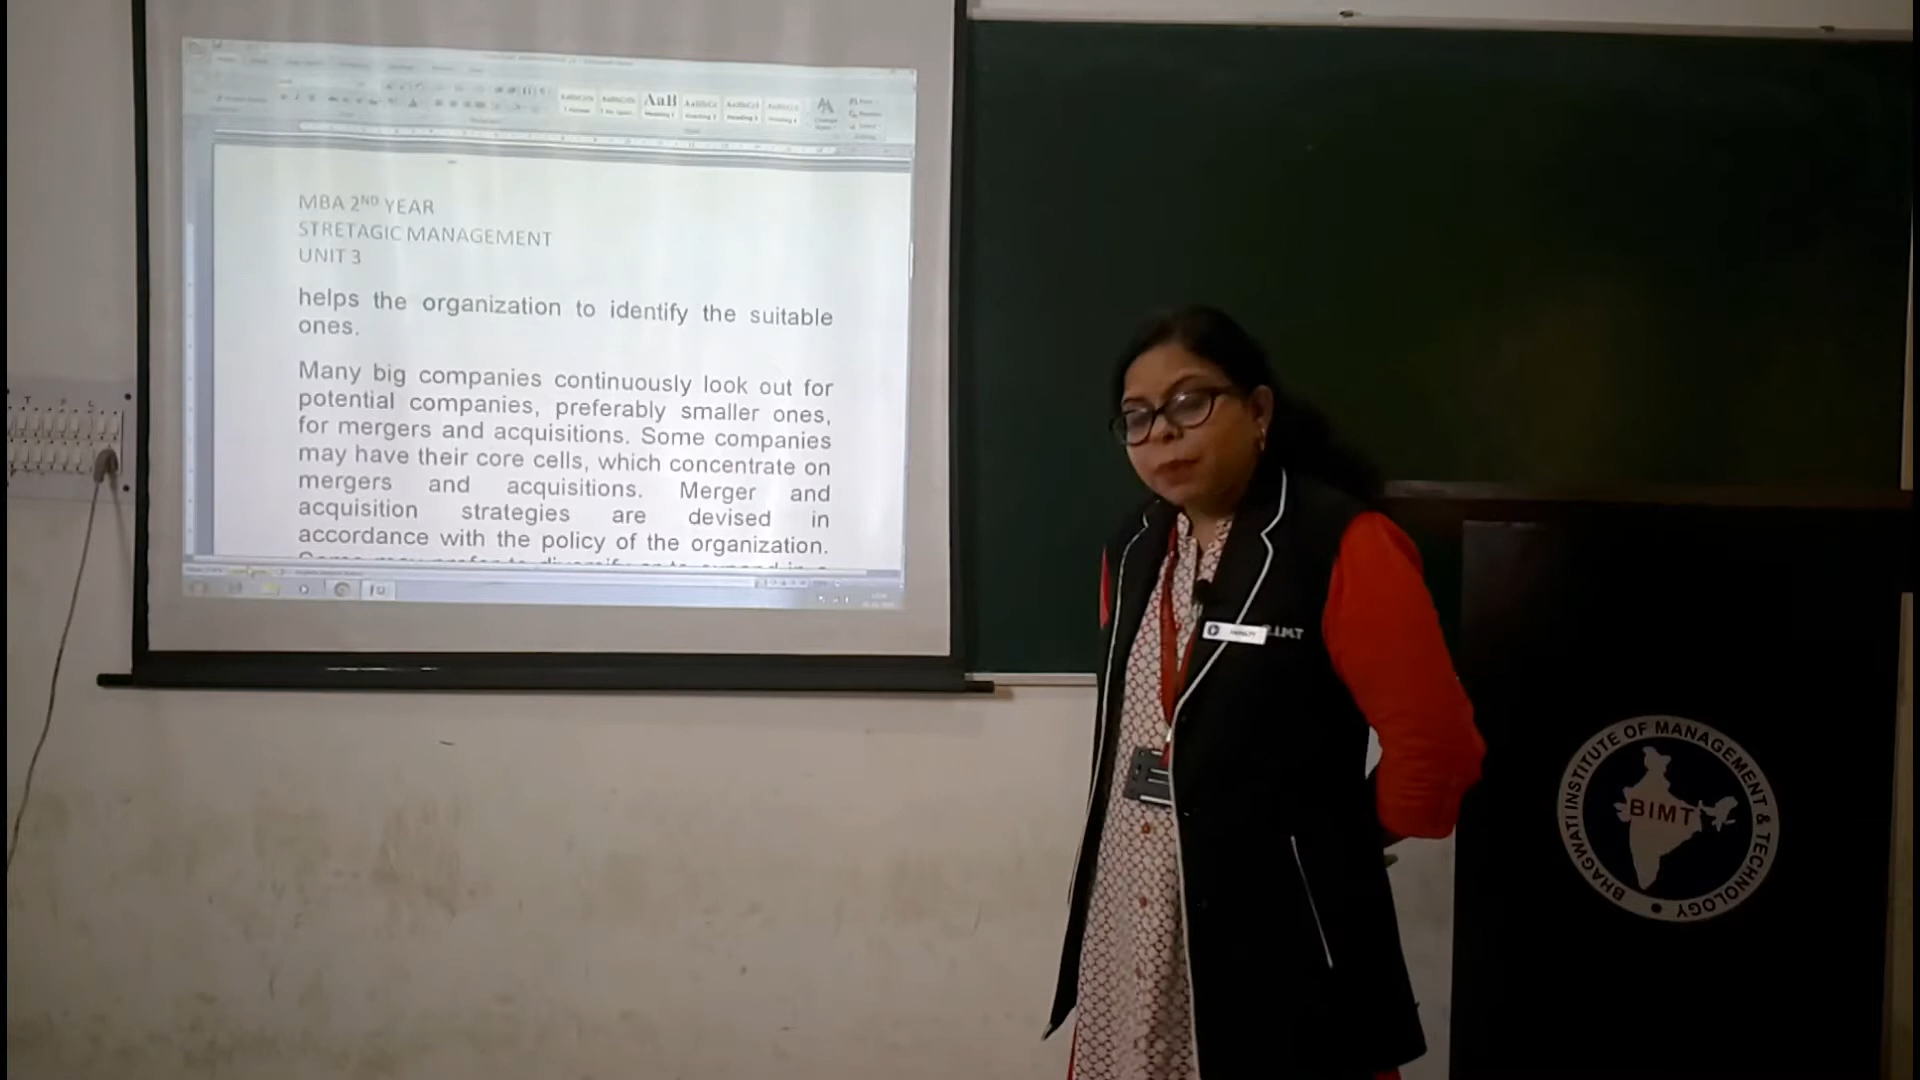 AaB
MBA 2ND YEAR
STRETAGIC MANAGEMENT
UNIT 3
helps the organization to identify the suitable
ones.
Many big companies continuously look out for
potential companies, preferably smaller ones,
for mergers and acquisitions. Some companies
may have their core cells, which concentrate on
mergers and acquisitions. Merger and
acquisition strategies are devised in
accordance with the policy of the organization.
BHAGWATI INSTITUTE OF MANAGEMENT & TECHNOLOGY
BIMT